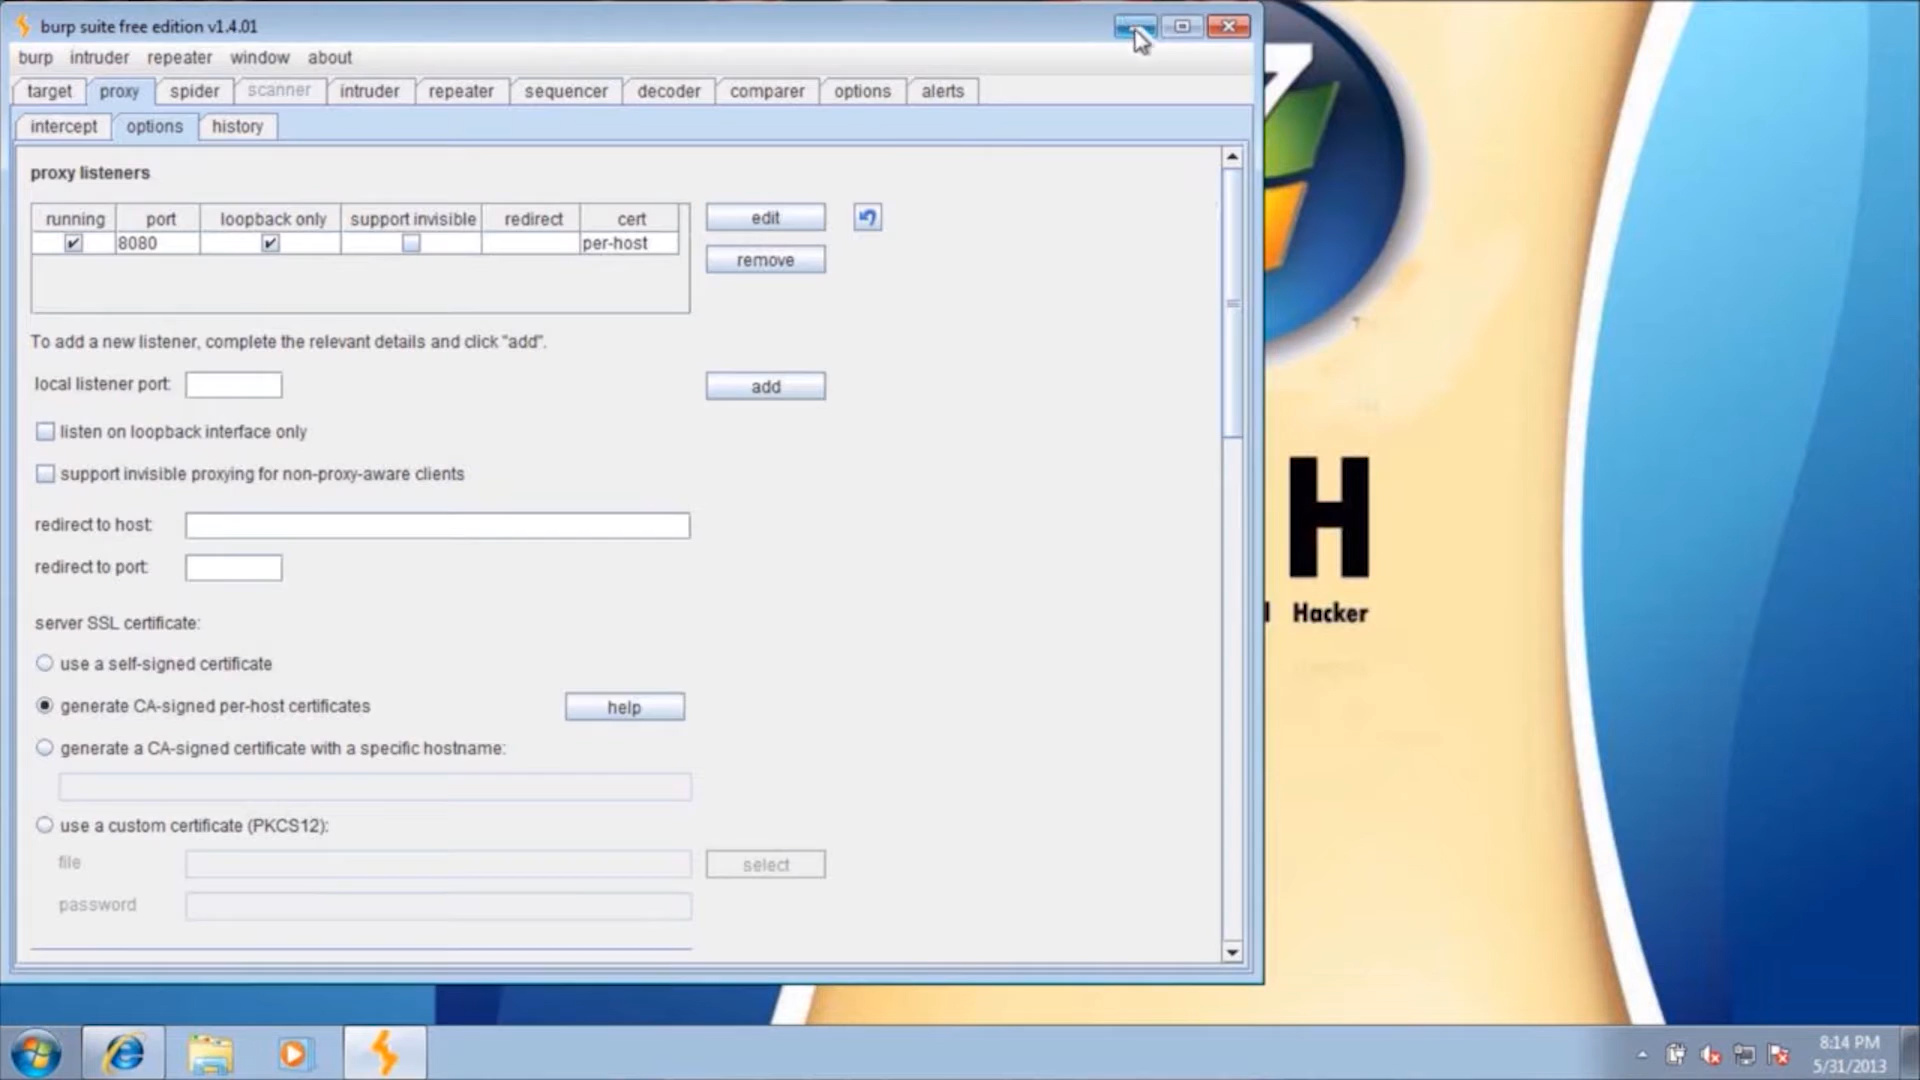 burp suite free edition v1.4.01
burp intruder repeater window about
target proxy spider scanner intruder repeater sequencer decoder comparer options alerts
intercept options history
proxy listeners
running port loopback only support invisible redirect cert
8080 per-host
edit
remove
To add a new listener, complete the relevant details and click "add".
local listener port:
add
listen on loopback interface only
support invisible proxying for non-proxy-aware clients
redirect to host:
redirect to port:
server SSL certificate:
use a self-signed certificate
generate CA-signed per-host certificates
help
generate a CA-signed certificate with a specific hostname:
use a custom certificate (PKCS12):
file
select
password
7
H
Hacker
8:14 PM
5/31/2013